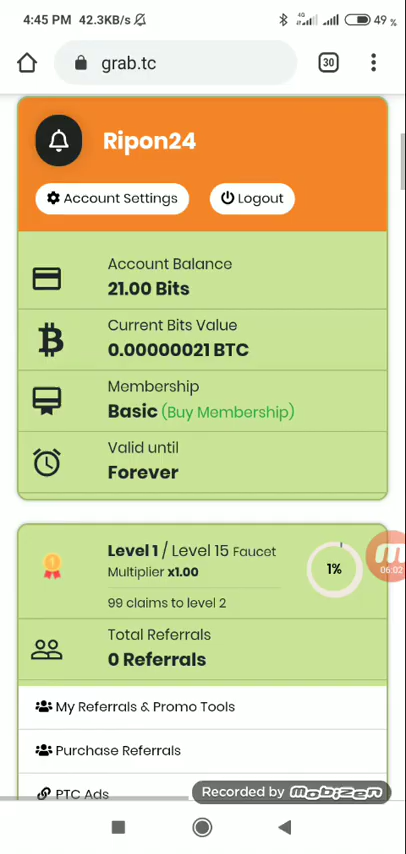 4:45 PM 42.3KB/s
4G
49 %
grab.tc
30
Ripon24
Account Settings
Logout
Account Balance
21.00 Bits
Current Bits Value
0.00000021 BTC
Membership
Basic (Buy Membership)
Valid until
Forever
Level 1 / Level 15 Faucet
Multiplier x1.00
1%
06:02
99 claims to level 2
Total Referrals
0 Referrals
My Referrals & Promo Tools
Purchase Referrals
PTC Ads
Recorded by mobizen